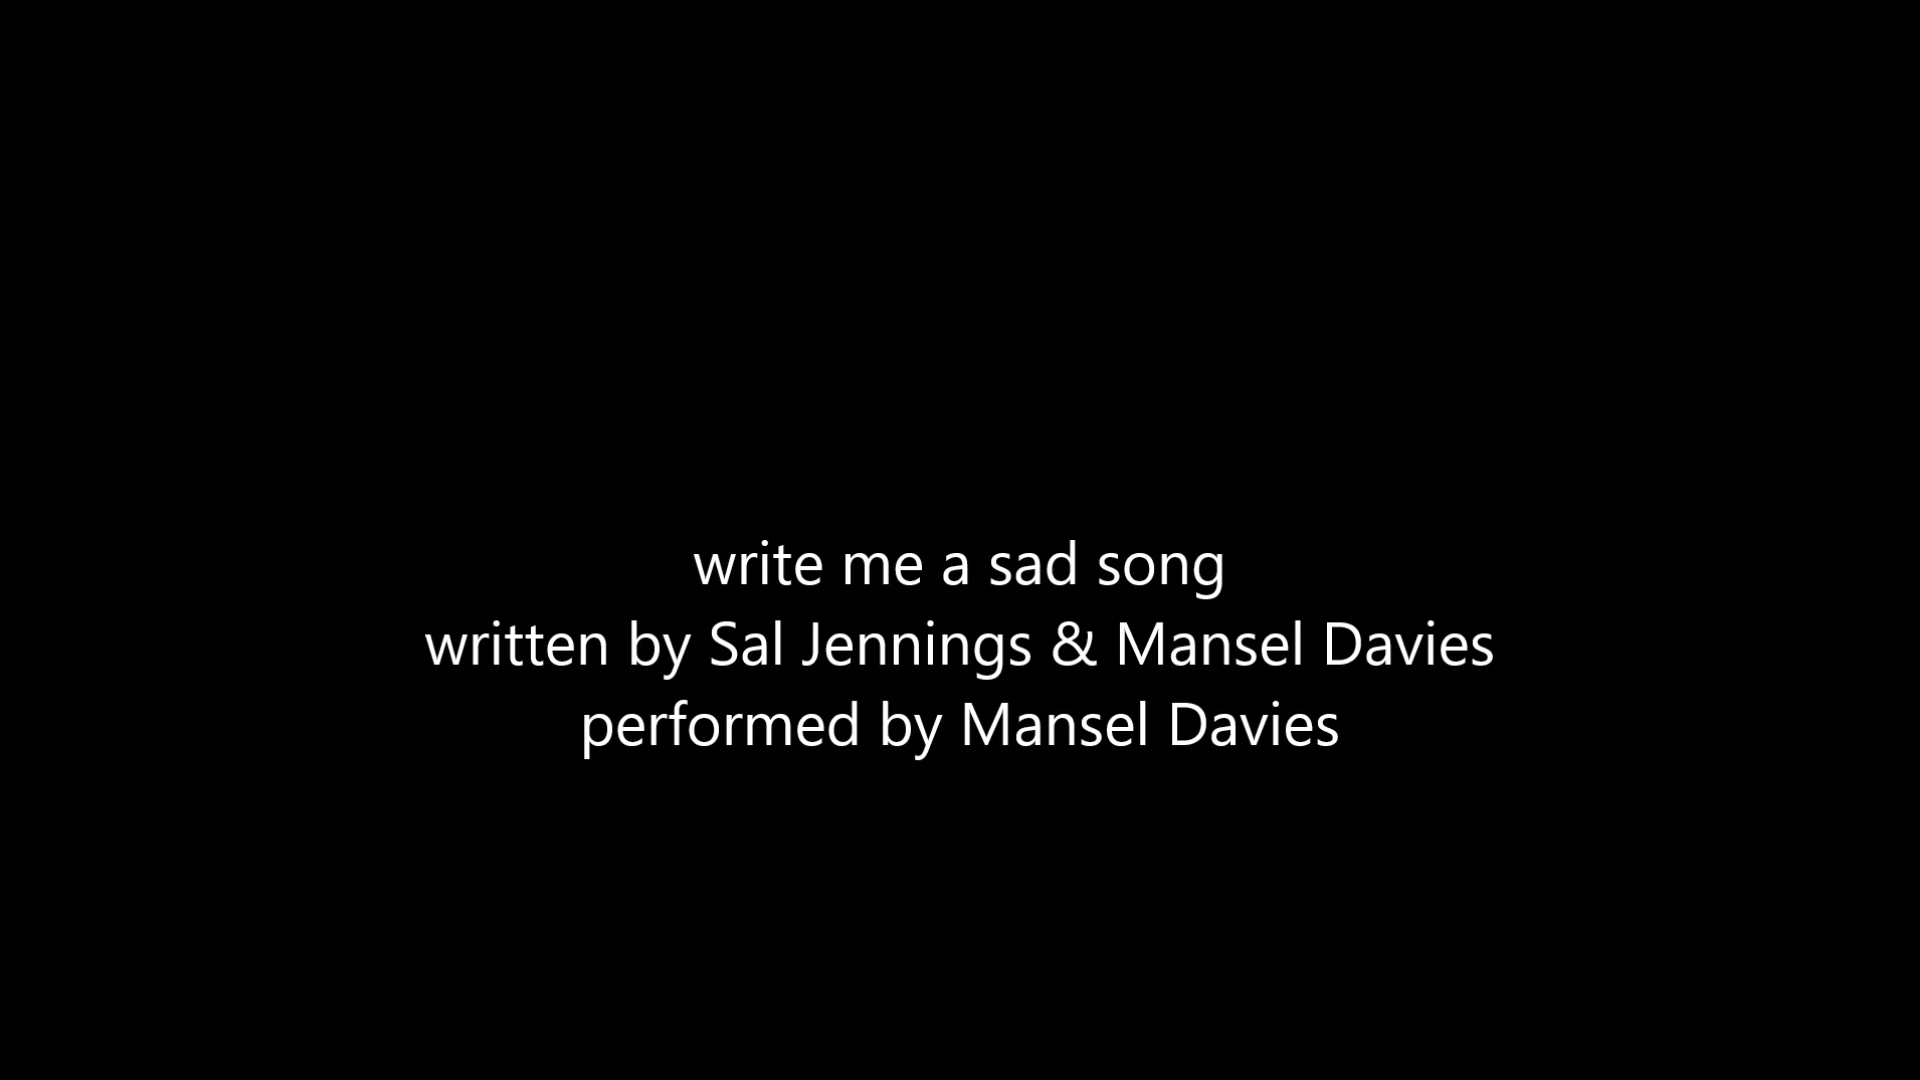 write me a sad song
written by Sal Jennings & Mansel Davies
performed by Mansel Davies